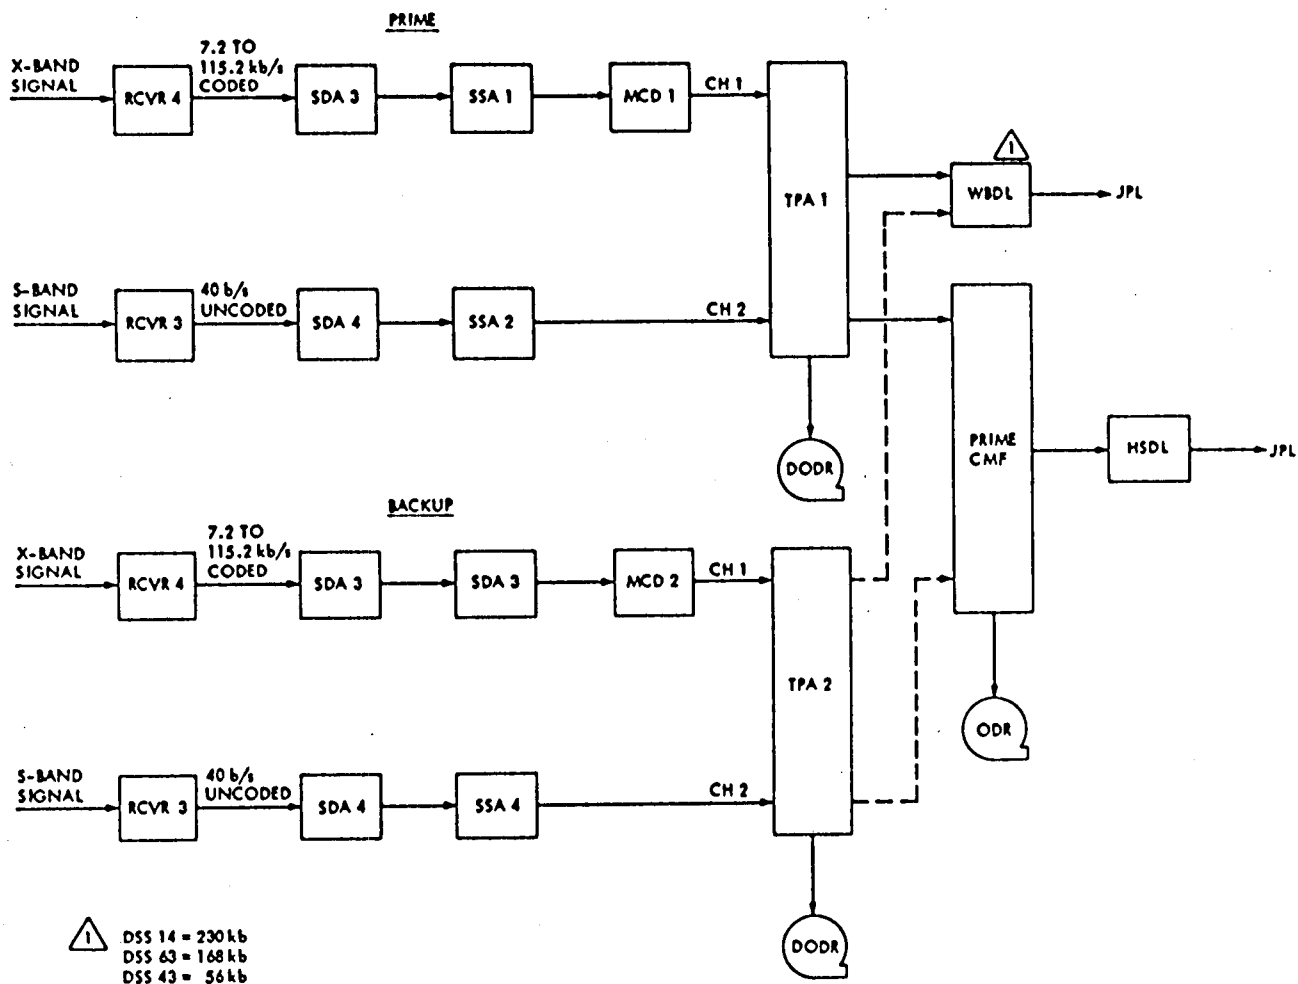 PRIME
X-BAND
SIGNAL
RCVR 4
7.2 TO
115.2 kb/s
CODED
SDA 3
SSA 1
MCD 1
CH 1
TPA 1
1
WBDL
JPL
S-BAND
SIGNAL
RCVR 3
40 b/s
UNCODED
SDA 4
SSA 2
CH 2
DODR
PRIME
CMF
HSDL
JPL
BACKUP
X-BAND
SIGNAL
RCVR 4
7.2 TO
115.2 kb/s
CODED
SDA 3
SDA 3
MCD 2
CH 1
TPA 2
ODR
S-BAND
SIGNAL
RCVR 3
40 b/s
UNCODED
SDA 4
SSA 4
CH 2
DODR
1 DSS 14 = 230 kb
DSS 63 = 168 kb
DSS 43 = 56 kb